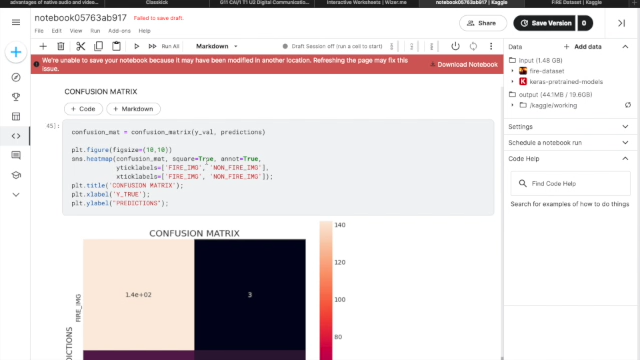 advantages of native audio and video...
Classkick
G11 CA/I T1 U2 Digital Communicatio...
Interactive Worksheets | Wizer.me
notebook05763ab917 | Kaggle
FIRE Dataset | Kaggle
notebook05763ab917 Failed to save draft.
File Edit View Run Add-ons Help
Share
Save Version 0
Run All Markdown Draft Session off (run a cell to start)
We're unable to save your notebook because it may have been modified in another location. Refreshing the page may fix this
issue.
Download Notebook
CONFUSION MATRIX
+ Code + Markdown
45]:
confusion_mat = confusion_matrix(y_val, predictions)
plt.figure(figsize=(10,10))
sns.heatmap(confusion_mat, square=True, annot=True,
yticklabels=['FIRE_IMG', 'NON_FIRE_IMG'],
xticklabels=['FIRE_IMG', 'NON_FIRE_IMG']);
plt.title('CONFUSION MATRIX');
plt.xlabel('Y_TRUE');
plt.ylabel("PREDICTIONS");
CONFUSION MATRIX
1.4e+02
3
FIRE_IMG
DICTIONS
140
120
100
80
Data
+ Add data
input (1.48 GB)
fire-dataset
keras-pretrained-models
output (44.1MB / 19.6GB)
/kaggle/working
Settings
Schedule a notebook run
Code Help
Find Code Help
Search for examples of how to do things